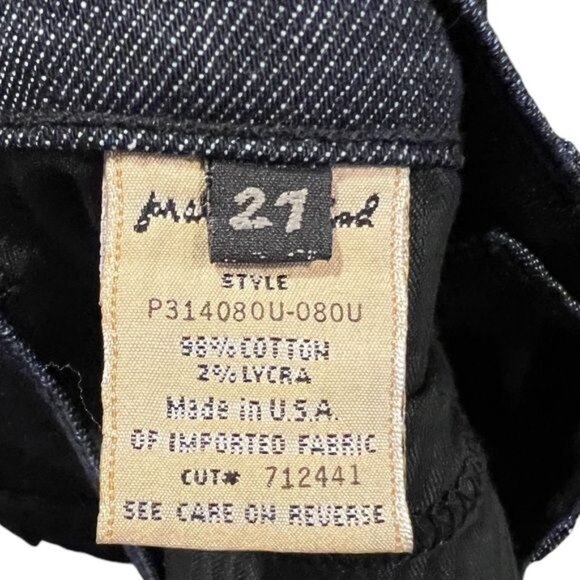 27
STYLE
P314080U-080U
98% COTTON
2% LYCRA
Made in U.S.A.
OF IMPORTED FABRIC
CUT# 712441
SEE CARE ON REVERSE